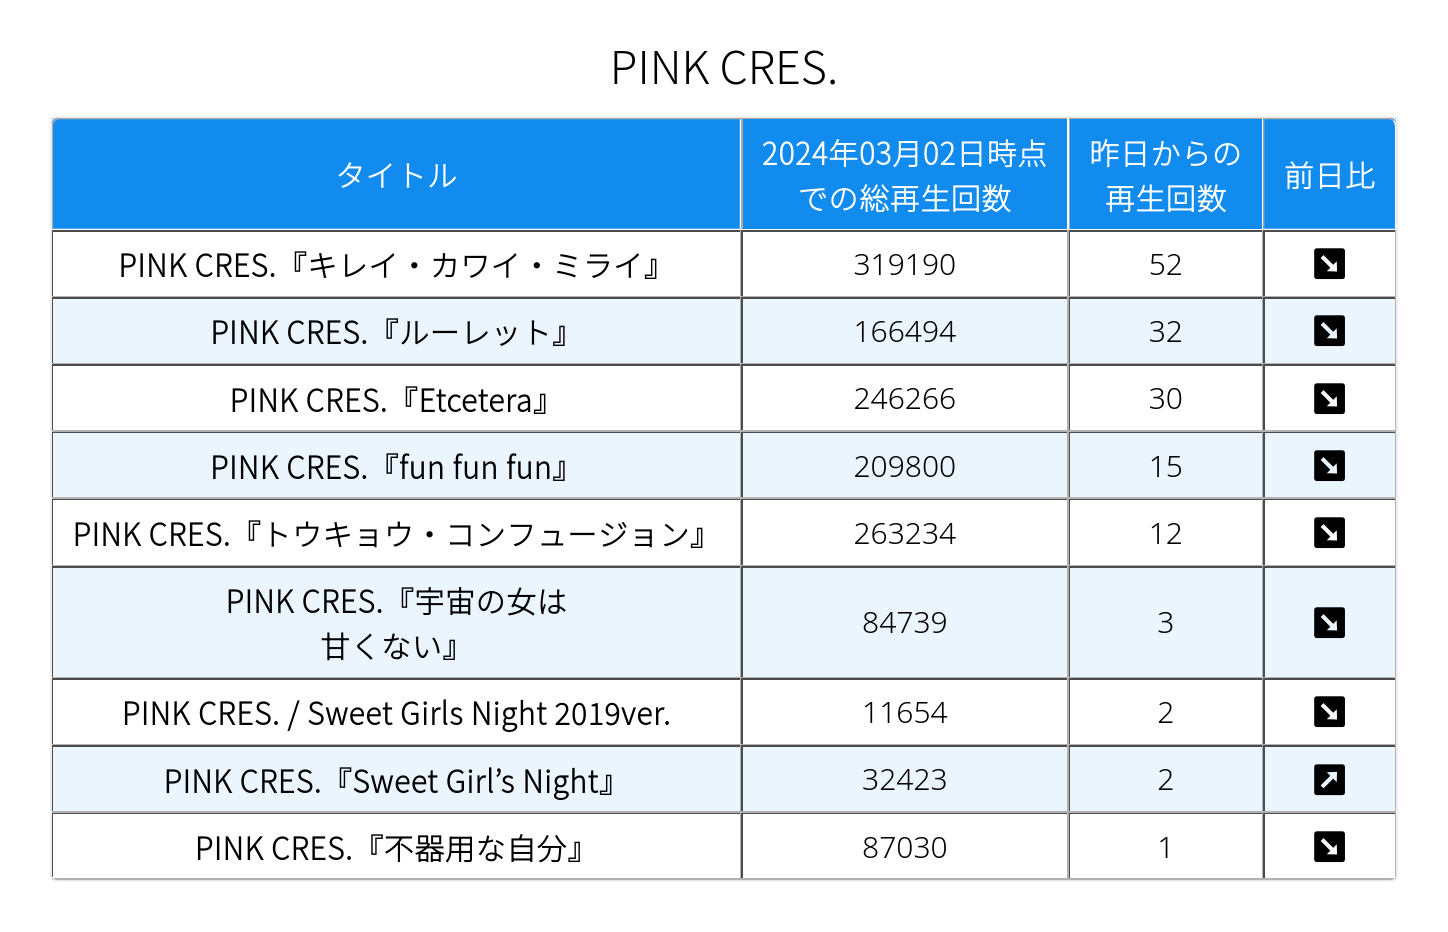 PINK CRES.
タイトル
2024年03月02日時点
での総再生回数
昨日からの
再生回数
前日比
PINK CRES.『キレイ・カワイ・ミライ』
319190
52
PINK CRES.『ルーレット』
166494
32
PINK CRES.『Etcetera』
246266
30
PINK CRES.『fun fun fun』
209800
15
PINK CRES.『トウキョウ・コンフュージョン』
263234
12
PINK CRES.『宇宙の女は
甘くない』
84739
3
PINK CRES. / Sweet Girls Night 2019ver.
11654
2
PINK CRES.『Sweet Girl’s Night』
32423
2
PINK CRES.『不器用な自分』
87030
1